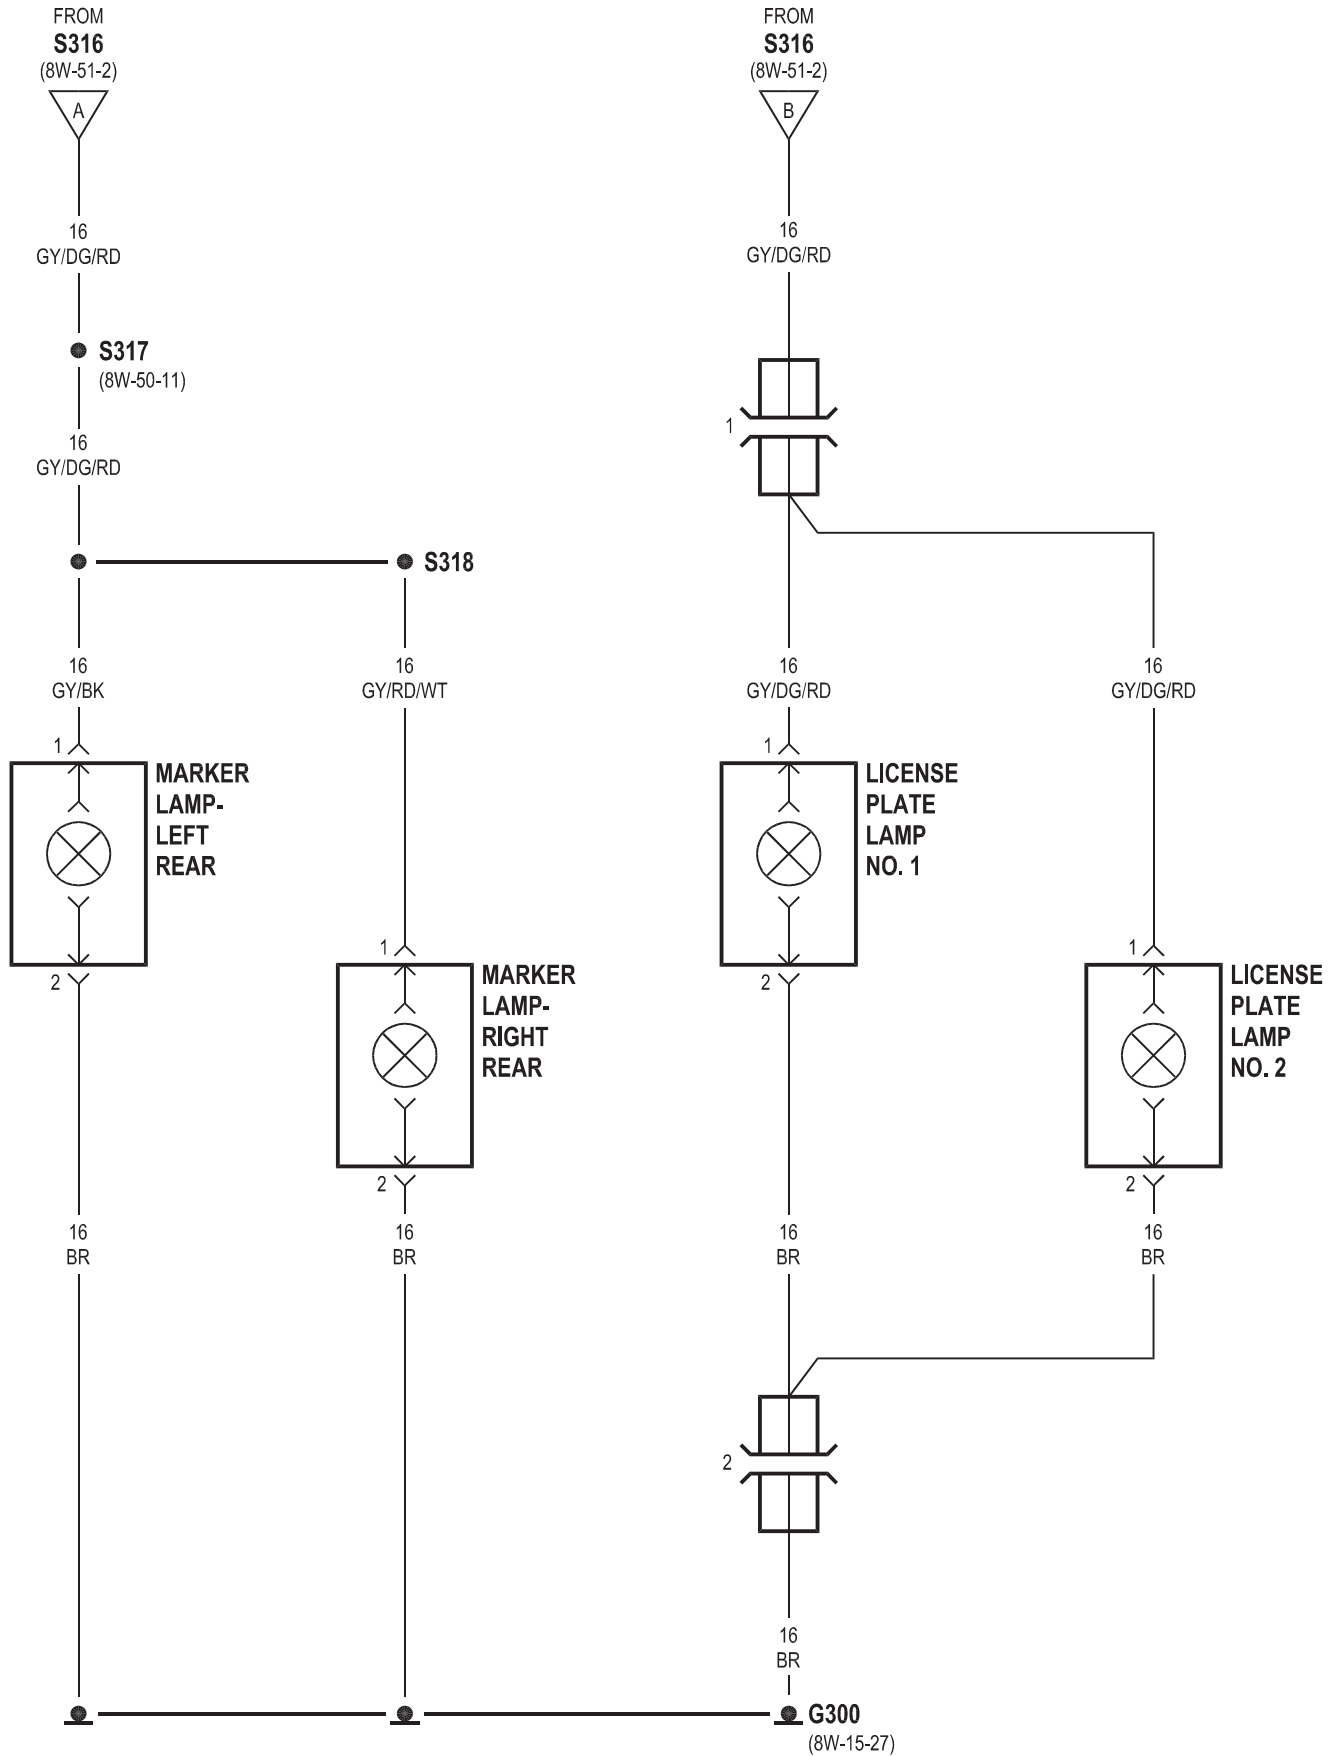 FROM
S316
(8W-51-2)
A
16
GY/DG/RD
S317
(8W-50-11)
16
GY/DG/RD
S318
16
GY/BK
16
GY/RD/WT
1
MARKER
LAMP-
LEFT
REAR
2
1
MARKER
LAMP-
RIGHT
REAR
2
16
BR
16
BR
FROM
S316
(8W-51-2)
B
16
GY/DG/RD
1
16
GY/DG/RD
16
GY/DG/RD
1
LICENSE
PLATE
LAMP
NO. 1
2
1
LICENSE
PLATE
LAMP
NO. 2
2
16
BR
16
BR
2
16
BR
G300
(8W-15-27)